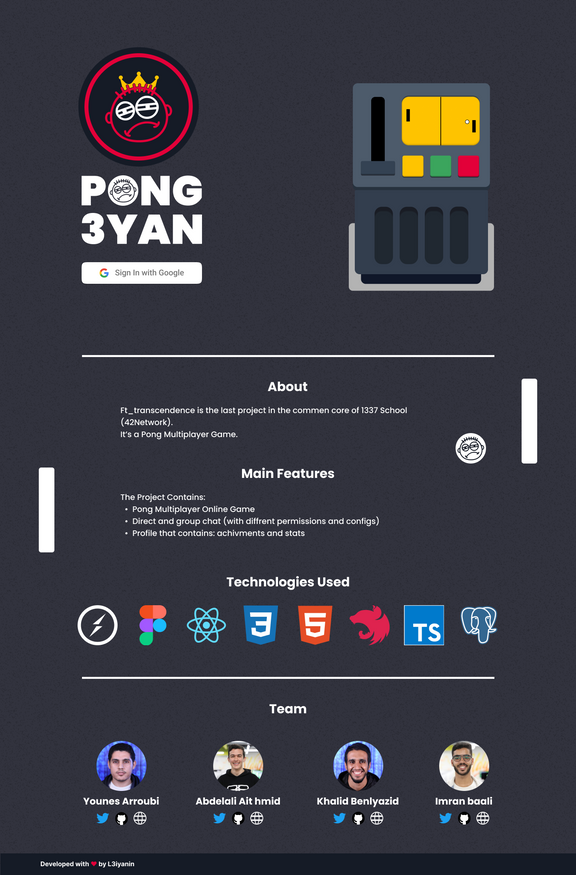 PONG
3YAN
Sign In with Google
About
Ft_transcendence is the last project in the commen core of 1337 School
(42Network).
It's a Pong Multiplayer Game.
Main Features
The Project Contains:
• Pong Multiplayer Online Game
• Direct and group chat (with diffrent permissions and configs)
• Profile that contains: achivments and stats
Technologies Used
3
5
TS
Team
Younes Arroubi
Abdelali Ait hmid
Khalid Benlyazid
Imran baali
Developed with ❤ by L3iyanin